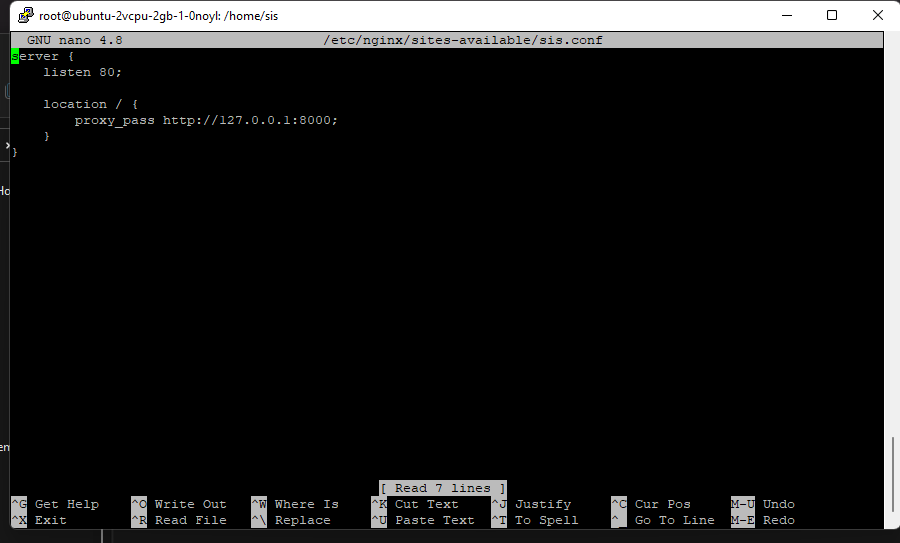 root@ubuntu-2vcpu-2gb-1-0noyl: /home/sis
GNU nano 4.8 /etc/nginx/sites-available/sis.conf
server {
    listen 80;

    location / {
        proxy_pass http://127.0.0.1:8000;
    }
}
[ Read 7 lines ]
^G Get Help ^O Write Out ^W Where Is ^K Cut Text ^J Justify ^C Cur Pos M-U Undo
^X Exit ^R Read File ^\ Replace ^U Paste Text ^T To Spell ^_ Go To Line M-E Redo